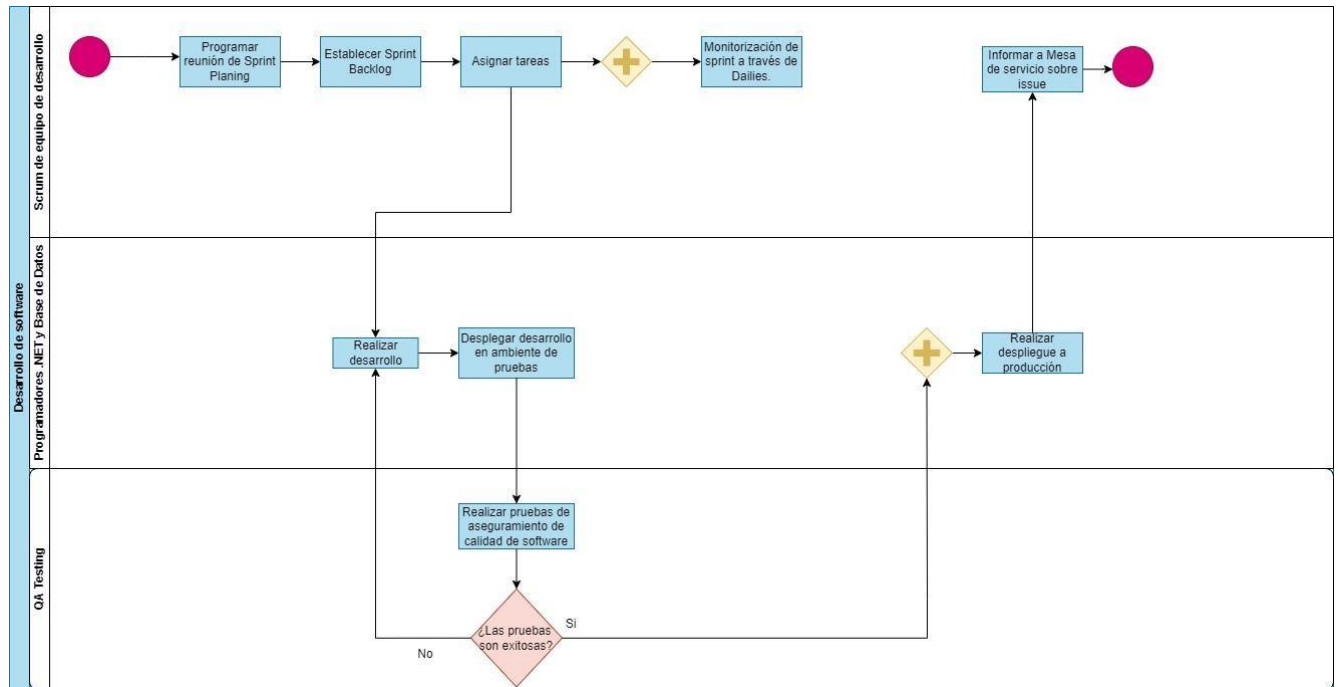 Desarrollo de software
Scrum de equipo de desarrollo
Programar
reunión de Sprint
Planing
Establecer Sprint
Backlog
Asignar tareas
Monitorización de
sprint a través de
Dailies.
Informar a Mesa
de servicio sobre
issue
Programadores .NET y Base de Datos
Realizar
desarrollo
Desplegar desarrollo
en ambiente de
pruebas
Realizar
despliegue a
producción
QA Testing
Realizar pruebas de
aseguramiento de
calidad de software
¿Las pruebas
son exitosas?
Si
No